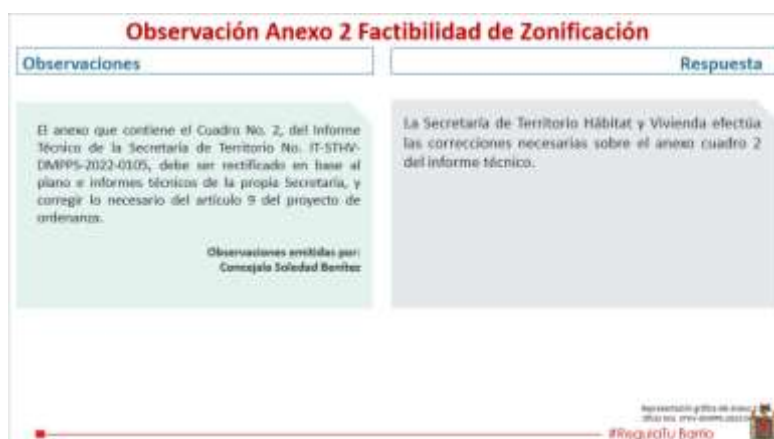 Observación Anexo 2 Factibilidad de Zonificación
Observaciones
Respuesta
El anexo que contiene el Cuadro No. 2, del Informe
Técnico de la Secretaría de Territorio No. IT-STHV-
DMPPS-2022-0105, debe ser rectificado en base al
plano e informes técnicos de la propia Secretaría, y
corregir lo necesario del artículo 9 del proyecto de
ordenanza.
Observaciones emitidas por:
Concejala Soledad Benítez
La Secretaría de Territorio Hábitat y Vivienda efectúa
las correcciones necesarias sobre el anexo cuadro 2
del informe técnico.
Representación gráfica del Anexo
#RegulaTu Barrio